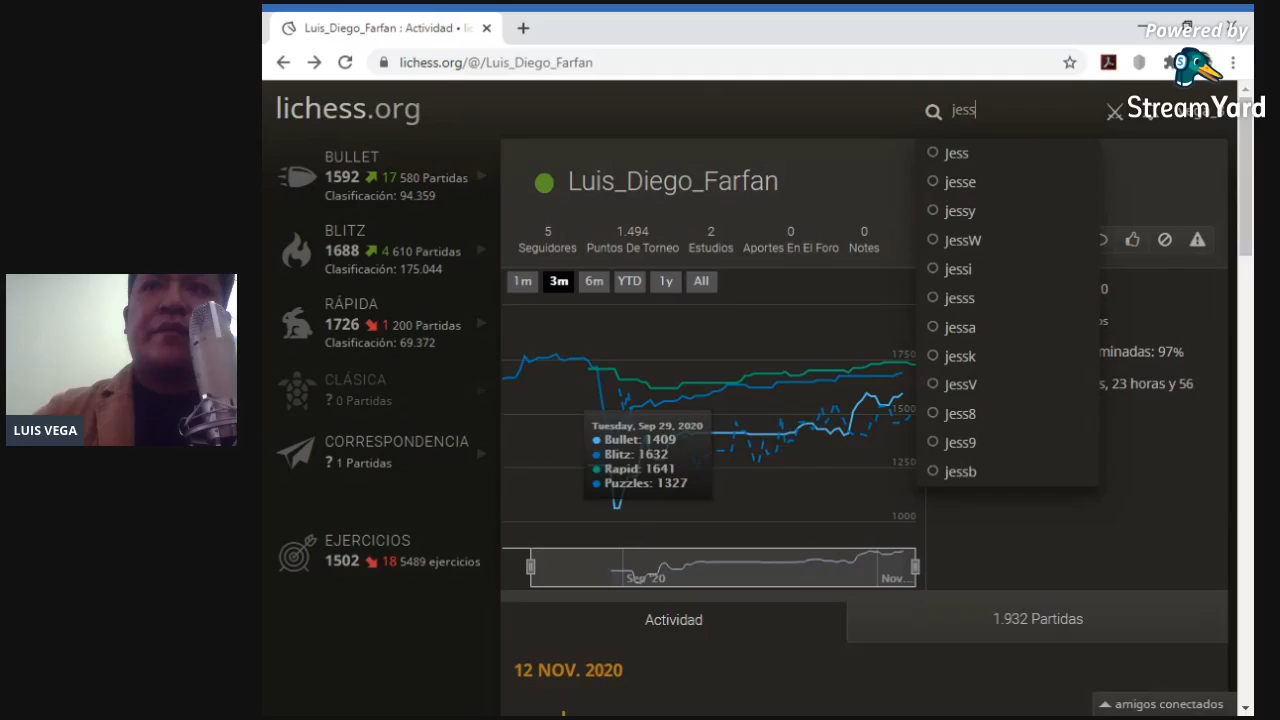 Luis_Diego_Farfan : Actividad • lic
lichess.org/@/Luis_Diego_Farfan
Powered by
StreamYard
lichess.org
jess
BULLET
1592 17 580 Partidas
Clasificación: 94.359
BLITZ
1688 4 610 Partidas
Clasificación: 175.044
RÁPIDA
1726 1 200 Partidas
Clasificación: 69.372
CLÁSICA
? 0 Partidas
CORRESPONDENCIA
? 1 Partidas
EJERCICIOS
1502 18 5489 ejercicios
LUIS VEGA
Luis_Diego_Farfan
5 1.494 2 0 0
Seguidores Puntos De Torneo Estudios Aportes En El Foro Notes
1m 3m 6m YTD 1y All
1750
1500
1250
1000
Tuesday, Sep 29, 2020
Bullet: 1409
Blitz: 1632
Rapid: 1641
Puzzles: 1327
Sep '20 Nov...
Jess
jesse
jessy
JessW
jessi
jesss
jessa
jessk
JessV
Jess8
Jess9
jessb
0
os
minadas: 97%
s, 23 horas y 56
Actividad
1.932 Partidas
12 NOV. 2020
amigos conectados